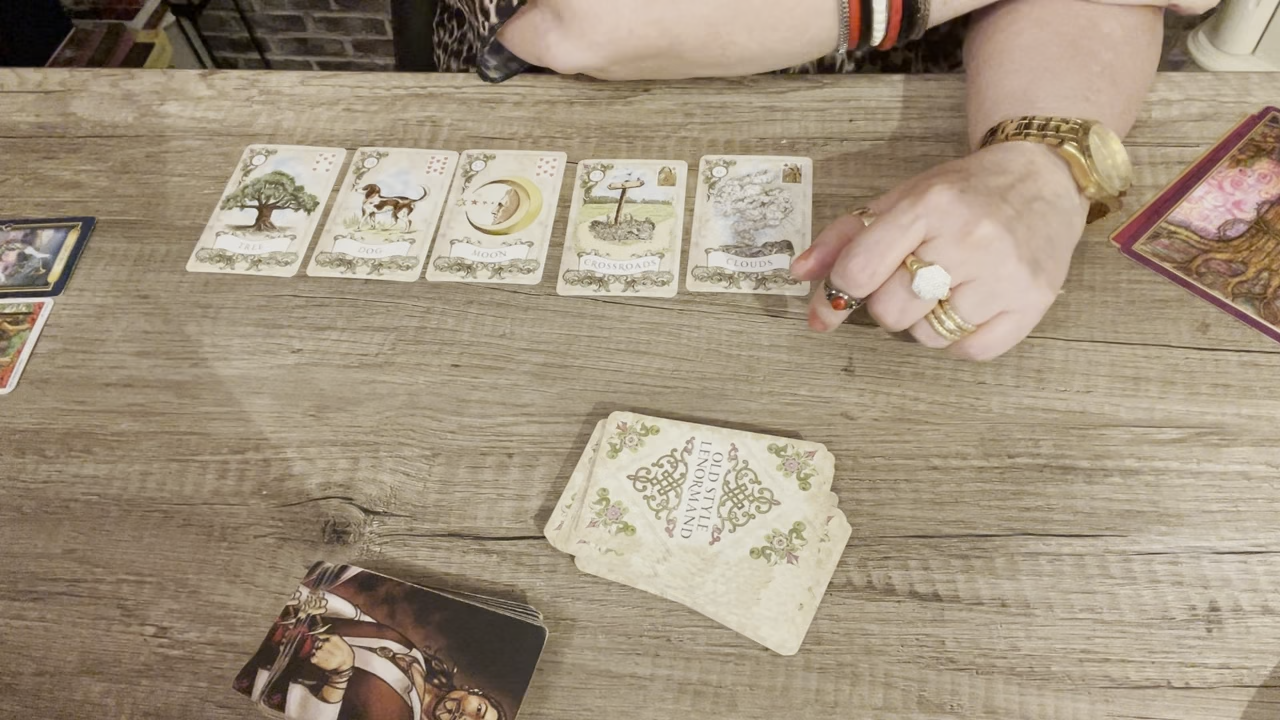 TREE
DOG
MOON
CROSSROADS
CLOUDS
OLD STYLE
LENORMAND